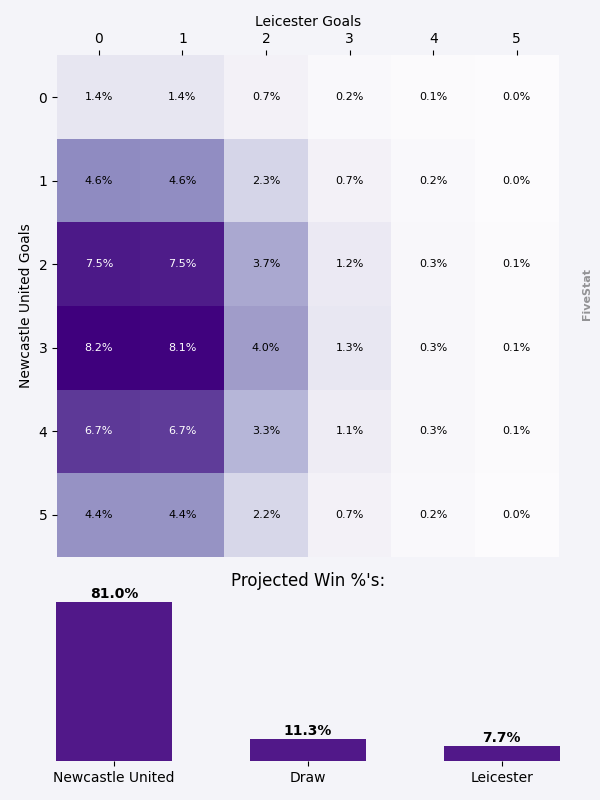 Leicester Goals
0 1 2 3 4 5
Newcastle United Goals
0 1.4% 1.4% 0.7% 0.2% 0.1% 0.0%
1 4.6% 4.6% 2.3% 0.7% 0.2% 0.0%
2 7.5% 7.5% 3.7% 1.2% 0.3% 0.1%
3 8.2% 8.1% 4.0% 1.3% 0.3% 0.1%
4 6.7% 6.7% 3.3% 1.1% 0.3% 0.1%
5 4.4% 4.4% 2.2% 0.7% 0.2% 0.0%
FiveStat
Projected Win %'s:
81.0% 11.3% 7.7%
Newcastle United Draw Leicester